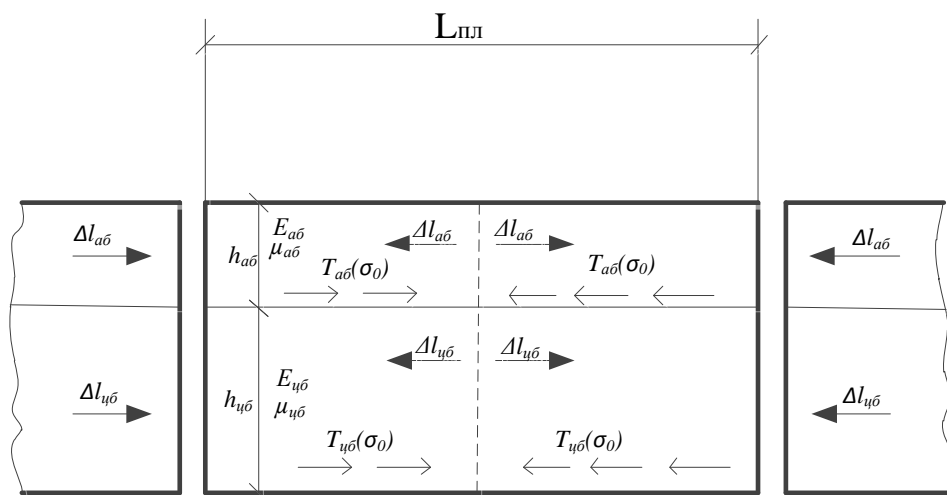 Lпл
Δlаб
hаб
Eаб
μаб
Δlаб
Δlаб
Δlаб
Tаб(σ0)
Tаб(σ0)
Δlцб
Δlцб
Δlцб
hцб
Eцб
μцб
Δlцб
Tцб(σ0)
Tцб(σ0)